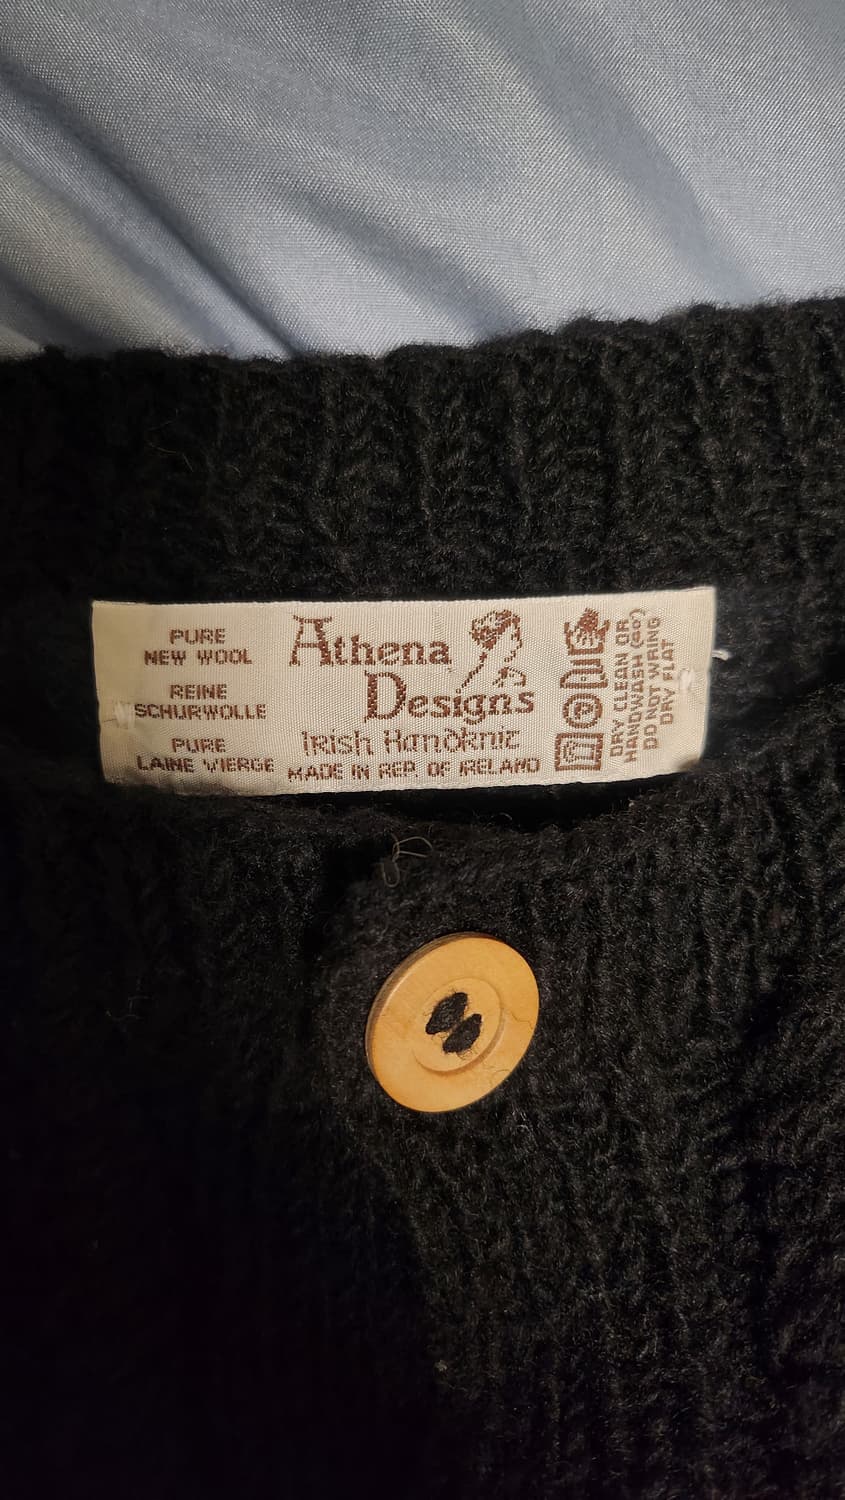 PURE
NEW WOOL
REINE
SCHURWOLLE
PURE
LAINE VIERGE
Athena
Designs
Irish Handknit
MADE IN REP. OF IRELAND
DRY CLEAN OR
HANDWASH (40°)
DO NOT WRING
DRY FLAT